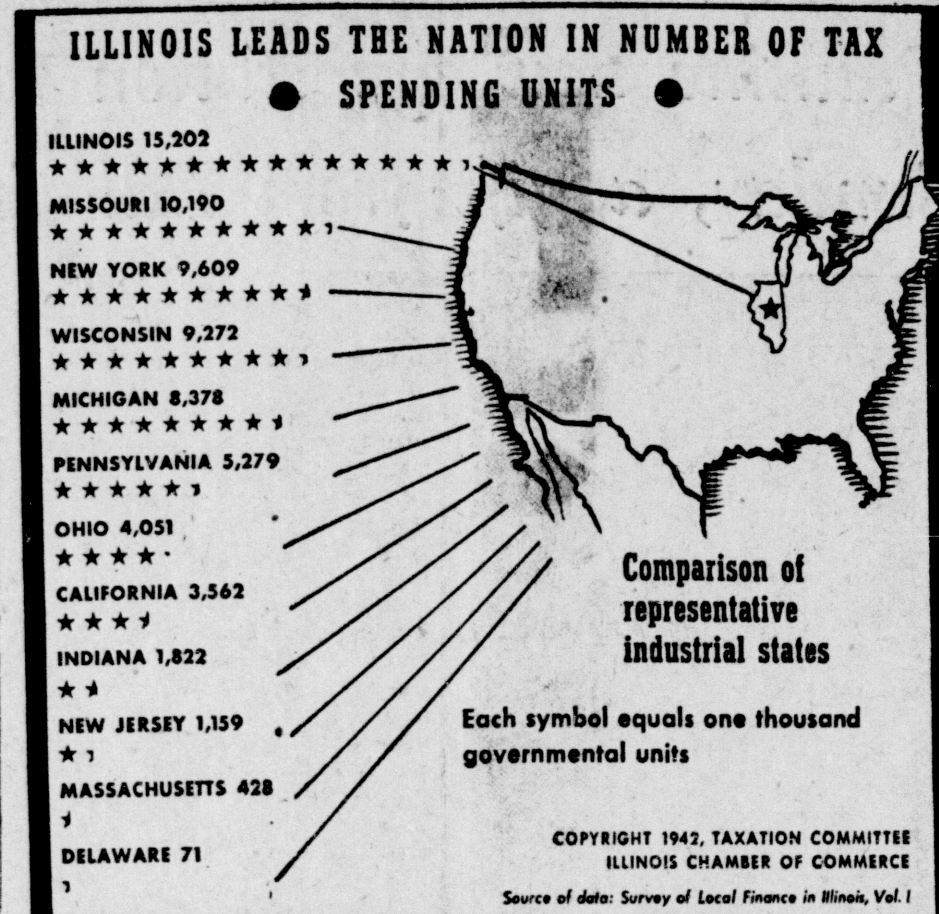 ILLINOIS LEADS THE NATION IN NUMBER OF TAX
SPENDING UNITS
ILLINOIS 15,202
MISSOURI 10,190
NEW YORK 9,609
WISCONSIN 9,272
MICHIGAN 8,378
PENNSYLVANIA 5,279
OHIO 4,051
CALIFORNIA 3,562
INDIANA 1,822
NEW JERSEY 1,159
MASSACHUSETTS 428
DELAWARE 71
Comparison of
representative
industrial states
Each symbol equals one thousand
governmental units
COPYRIGHT 1942, TAXATION COMMITTEE
ILLINOIS CHAMBER OF COMMERCE
Source of data: Survey of Local Finance in Illinois, Vol. I